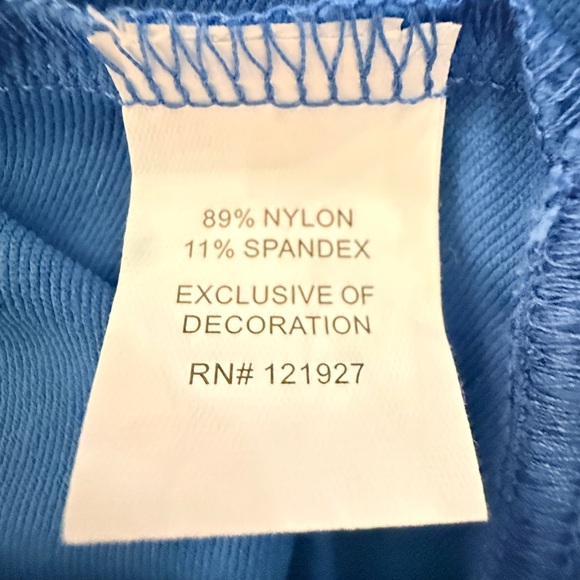 89% NYLON
11% SPANDEX
EXCLUSIVE OF
DECORATION
RN# 121927